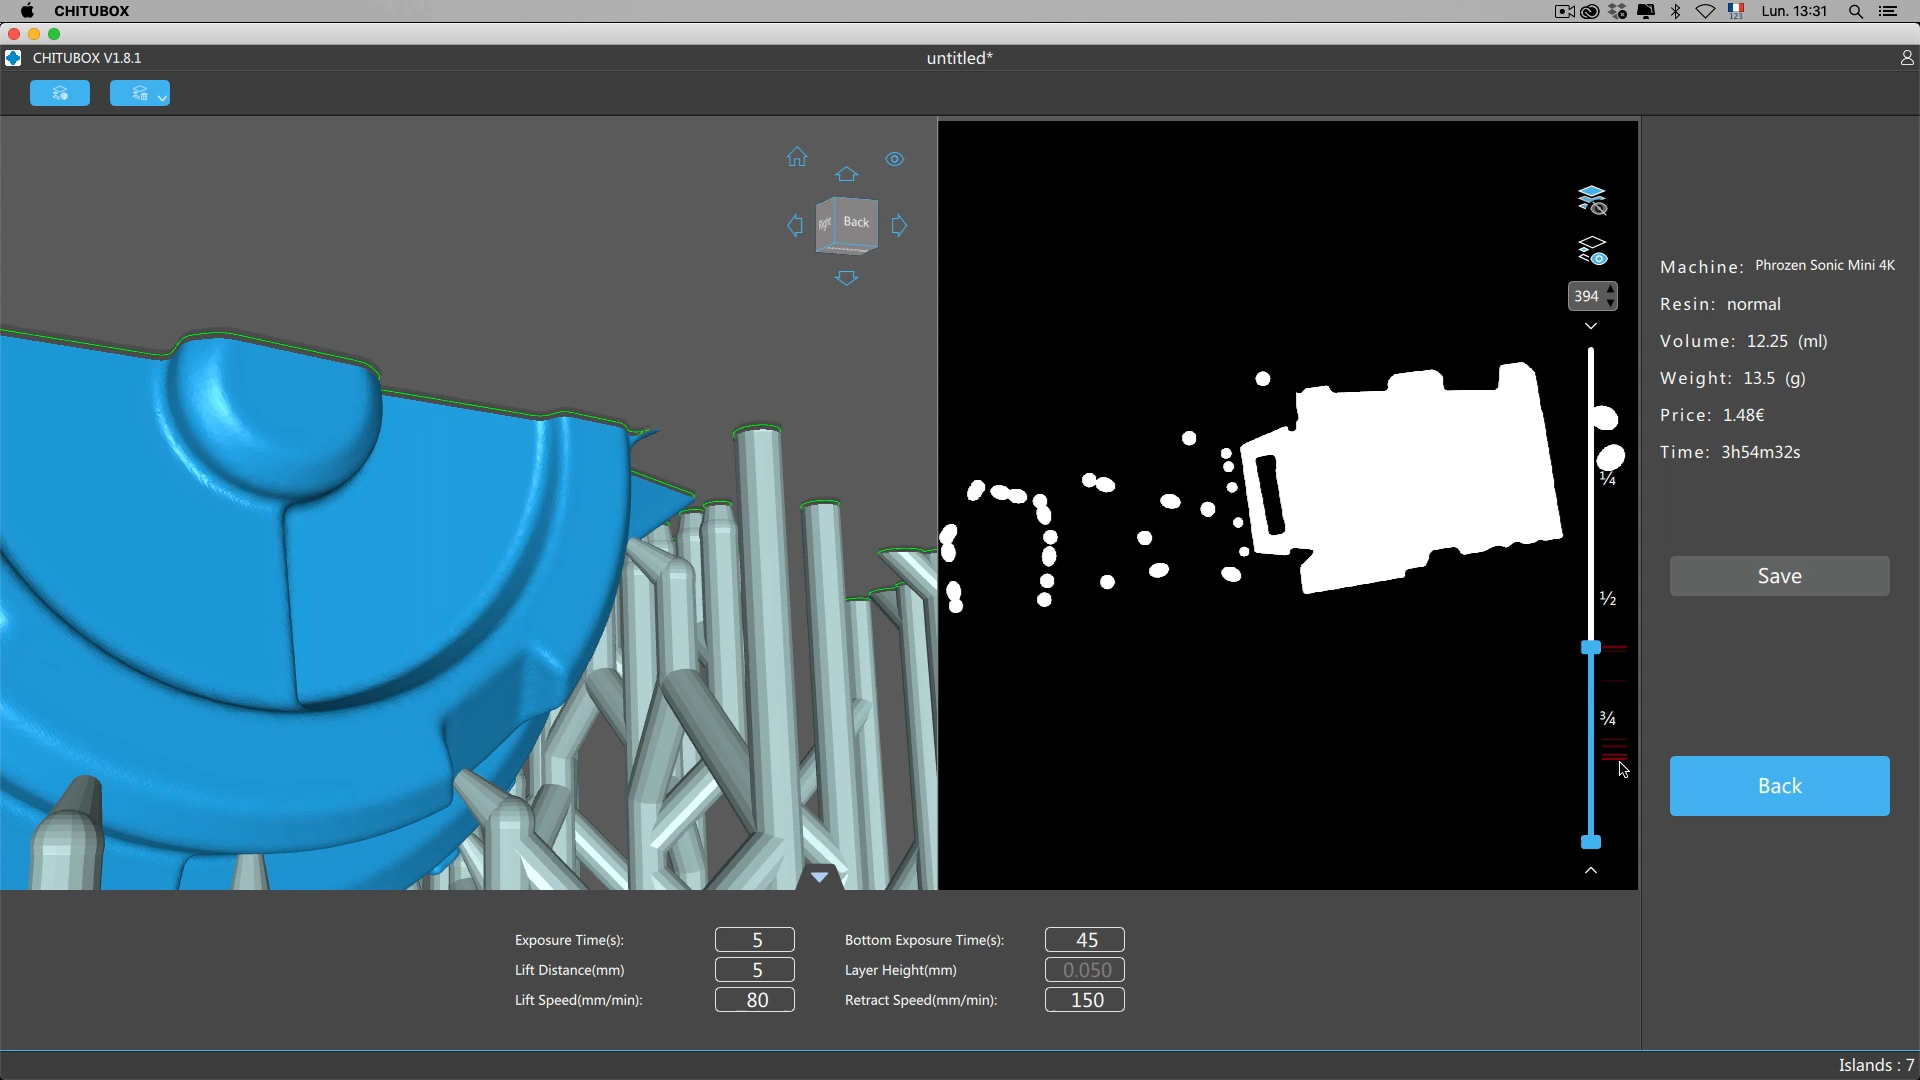 CHITUBOX
123
Lun. 13:31
CHITUBOX V1.8.1
untitled*
Right
Back
394
Machine: Phrozen Sonic Mini 4K
Resin: normal
Volume: 12.25 (ml)
Weight: 13.5 (g)
Price: 1.48€
Time: 3h54m32s
¼
½
¾
Save
Back
Exposure Time(s): 5
Bottom Exposure Time(s): 45
Lift Distance(mm) 5
Layer Height(mm) 0.050
Lift Speed(mm/min): 80
Retract Speed(mm/min): 150
Islands : 7